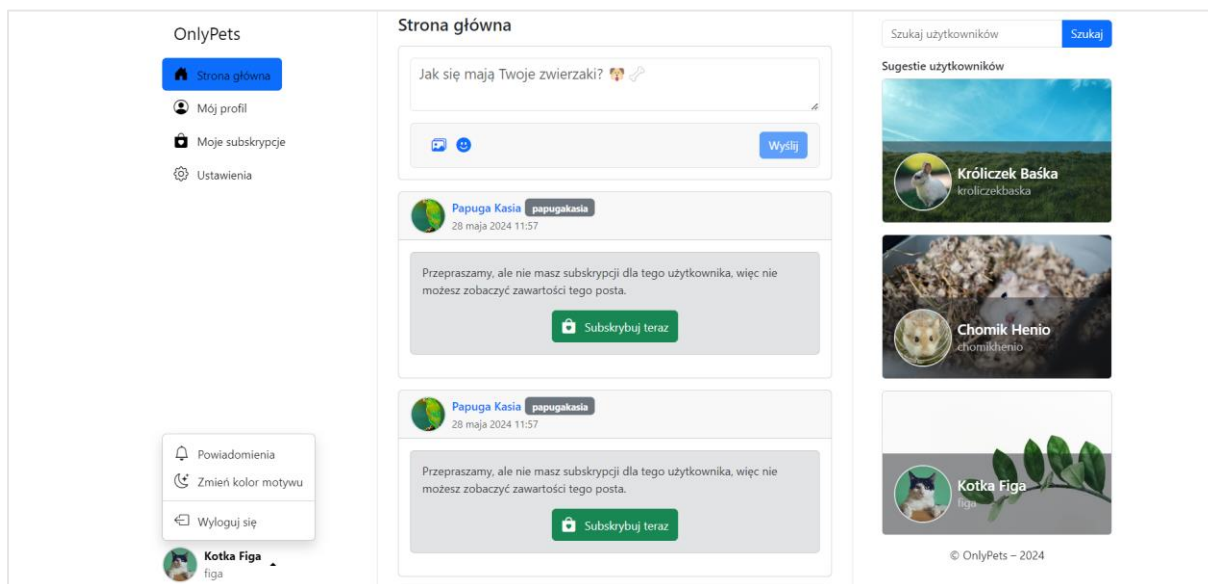 OnlyPets
Strona główna
Mój profil
Moje subskrypcje
Ustawienia
Powiadomienia
Zmień kolor motywu
Wyloguj się
Kotka Figa
figa
Strona główna
Jak się mają Twoje zwierzaki? 🐶 🦴
Wyślij
Papuga Kasia papugakasia
28 maja 2024 11:57
Przepraszamy, ale nie masz subskrypcji dla tego użytkownika, więc nie
możesz zobaczyć zawartości tego posta.
Subskrybuj teraz
Papuga Kasia papugakasia
28 maja 2024 11:57
Przepraszamy, ale nie masz subskrypcji dla tego użytkownika, więc nie
możesz zobaczyć zawartości tego posta.
Subskrybuj teraz
Szukaj użytkowników Szukaj
Sugestie użytkowników
Króliczek Baśka
kroliczekbaska
Chomik Henio
chomikhenio
Kotka Figa
figa
© OnlyPets – 2024